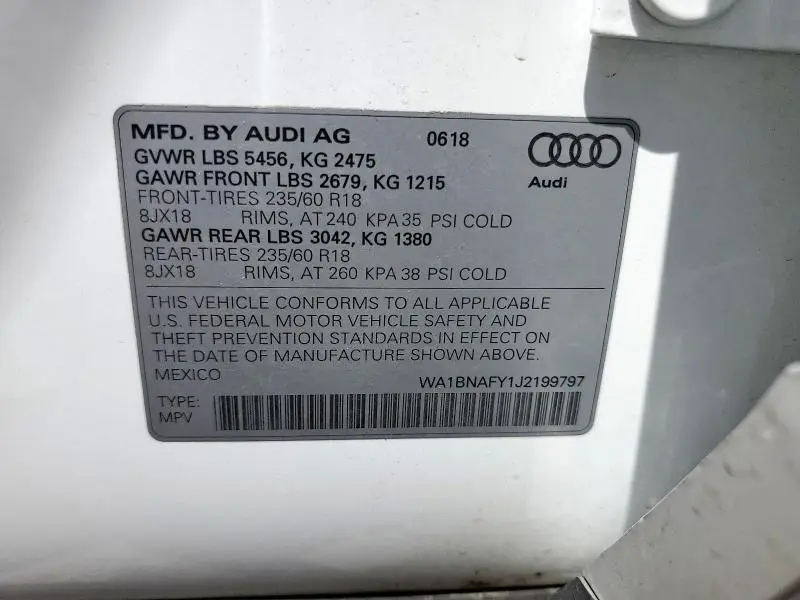 MFD. BY AUDI AG 0618
GVWR LBS 5456, KG 2475
GAWR FRONT LBS 2679, KG 1215
Audi
FRONT-TIRES 235/60 R18
8JX18 RIMS, AT 240 KPA 35 PSI COLD
GAWR REAR LBS 3042, KG 1380
REAR-TIRES 235/60 R18
8JX18 RIMS, AT 260 KPA 38 PSI COLD
THIS VEHICLE CONFORMS TO ALL APPLICABLE
U.S. FEDERAL MOTOR VEHICLE SAFETY AND
THEFT PREVENTION STANDARDS IN EFFECT ON
THE DATE OF MANUFACTURE SHOWN ABOVE.
MEXICO WA1BNAFY1J2199797
TYPE:
MPV